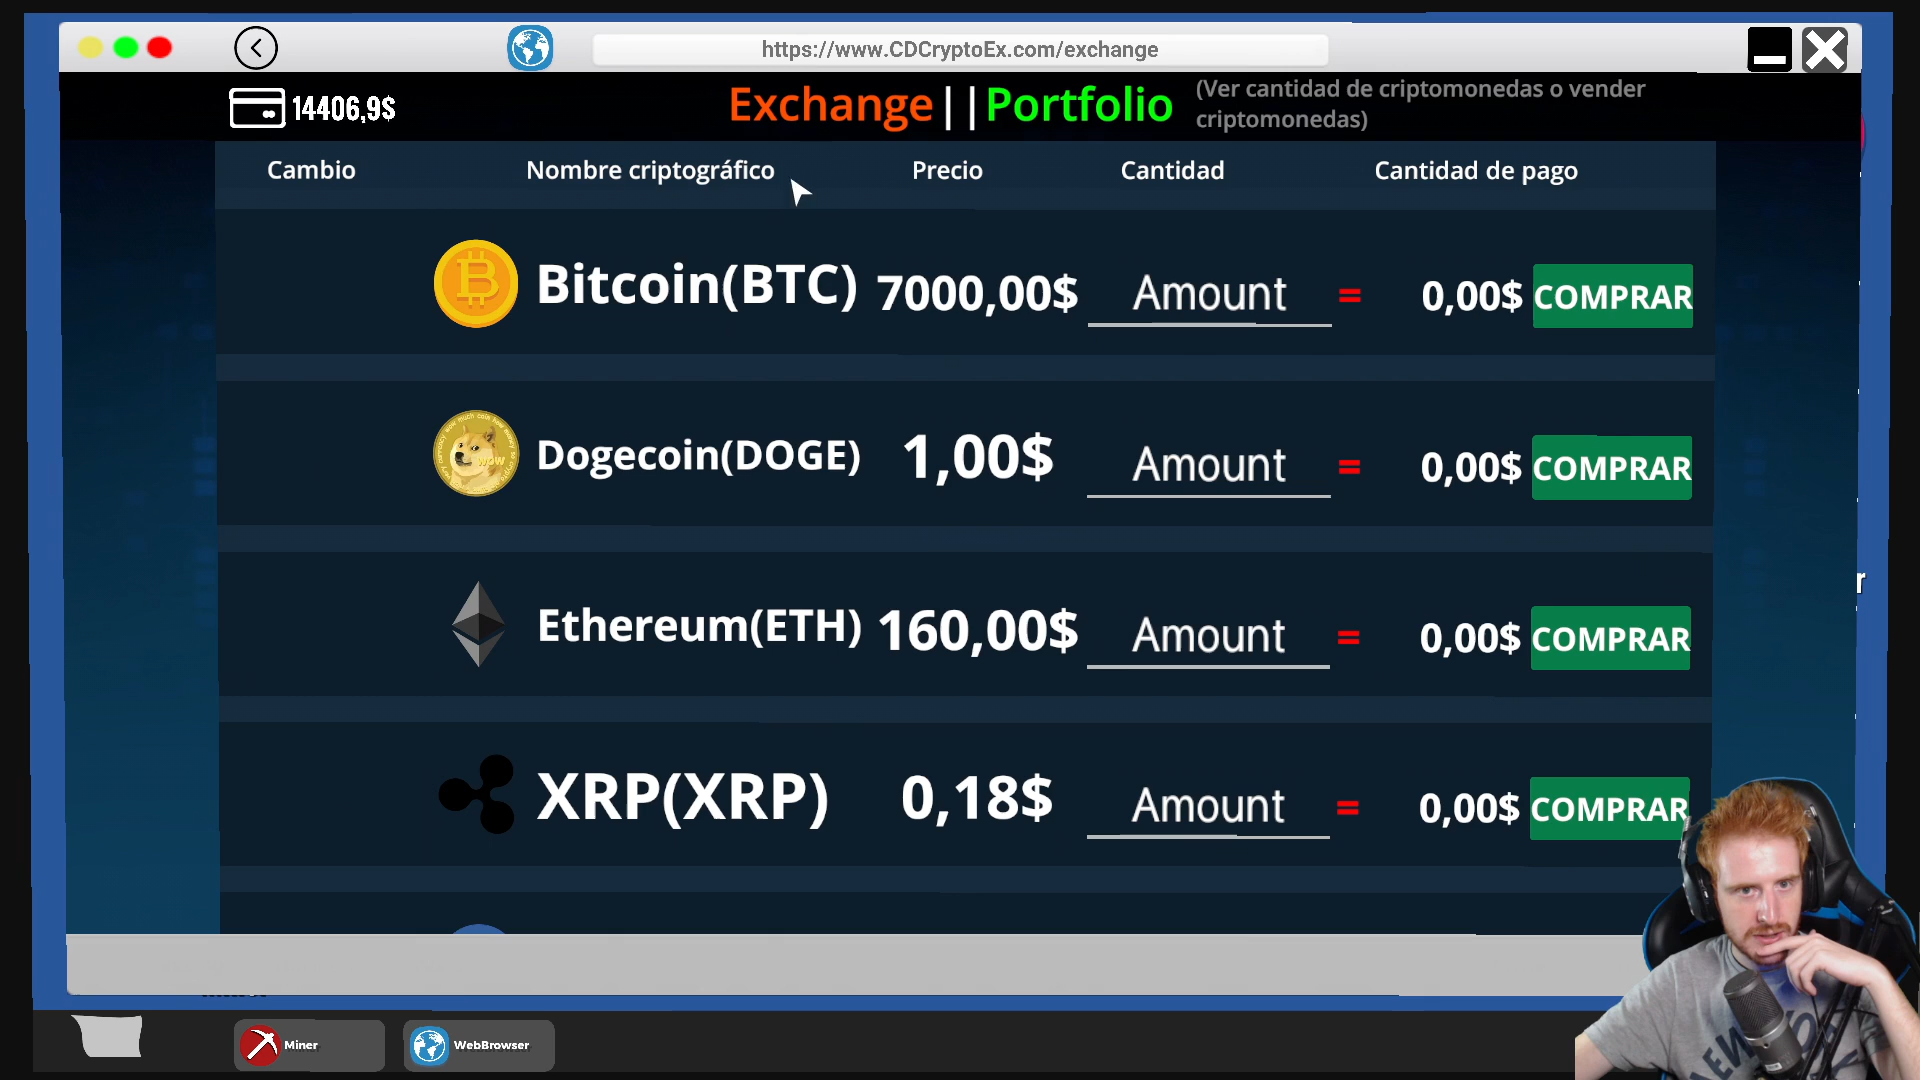 https://www.CDCryptoEx.com/exchange
14406,9$
Exchange||Portfolio
(Ver cantidad de criptomonedas o vender
criptomonedas)
Cambio Nombre criptográfico Precio Cantidad Cantidad de pago
Bitcoin(BTC) 7000,00$ Amount = 0,00$ COMPRAR
Dogecoin(DOGE) 1,00$ Amount = 0,00$ COMPRAR
Ethereum(ETH) 160,00$ Amount = 0,00$ COMPRAR
r
XRP(XRP) 0,18$ Amount = 0,00$ COMPRAR
Miner WebBrowser